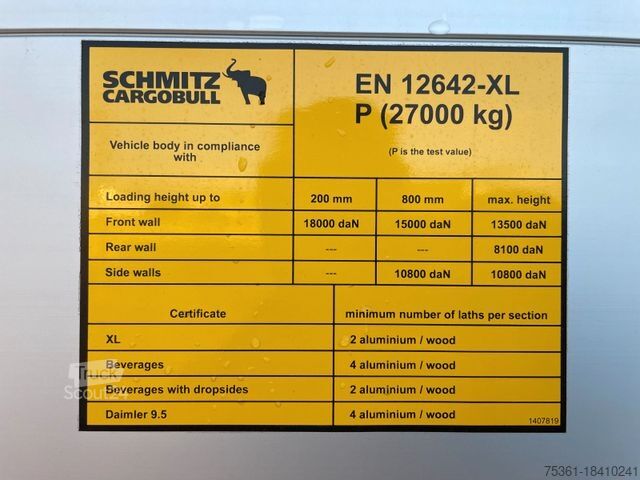 SCHMITZ
CARGOBULL
EN 12642-XL
P (27000 kg)
Vehicle body in compliance
with
(P is the test value)
Loading height up to 200 mm 800 mm max. height
Front wall 18000 daN 15000 daN 13500 daN
Rear wall --- --- 8100 daN
Side walls --- 10800 daN 10800 daN
Certificate minimum number of laths per section
XL 2 aluminium / wood
Beverages 4 aluminium / wood
Beverages with dropsides 2 aluminium / wood
Daimler 9.5 4 aluminium / wood
1407819
Truck
Scout24
75361-18410241